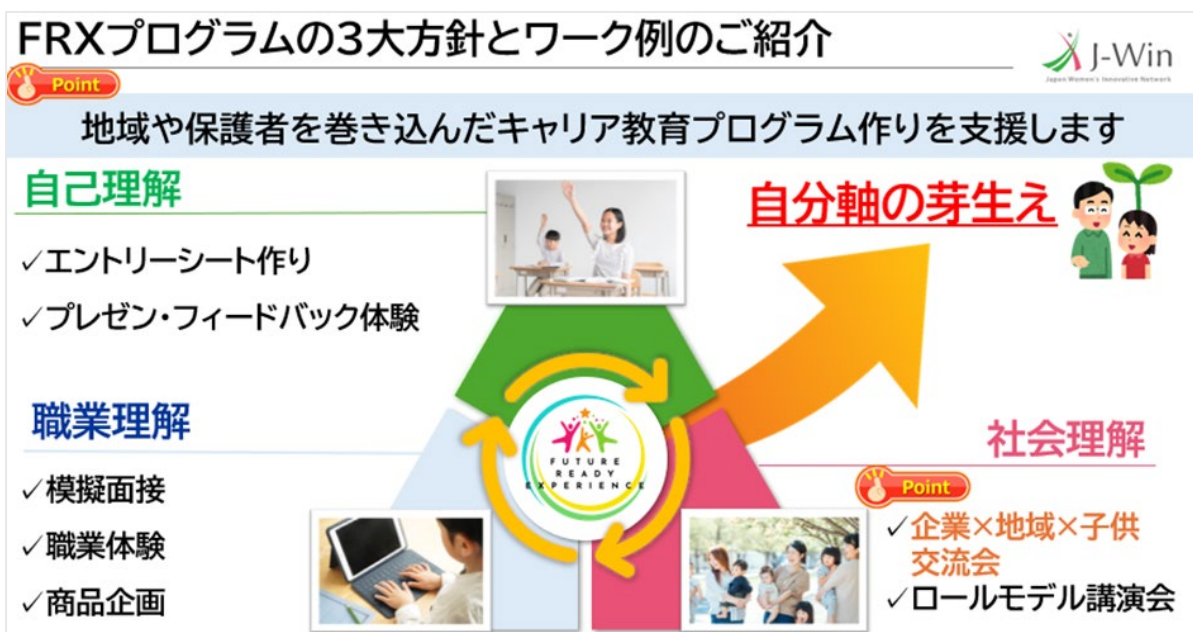 FRXプログラムの3大方針とワーク例のご紹介
J-Win
Japan Women's Innovative Network
Point
地域や保護者を巻き込んだキャリア教育プログラム作りを支援します
自己理解
✓エントリーシート作り
✓プレゼン・フィードバック体験
自分軸の芽生え
職業理解
✓模擬面接
✓職業体験
✓商品企画
FUTURE
READY
EXPERIENCE
社会理解
Point
✓企業×地域×子供
交流会
✓ロールモデル講演会